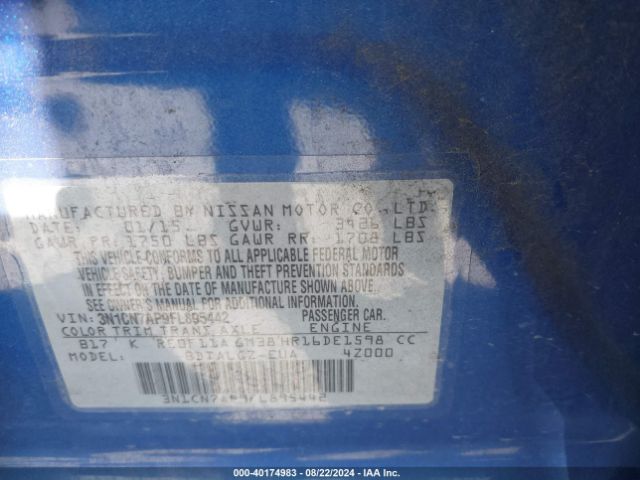 MANUFACTURED BY NISSAN MOTOR CO., LTD.
DATE: 01/15 GVWR: 3426 LBS
GAWR FR: 1750 LBS GAWR RR: 1708 LBS
THIS VEHICLE CONFORMS TO ALL APPLICABLE FEDERAL MOTOR
VEHICLE SAFETY, BUMPER AND THEFT PREVENTION STANDARDS
IN EFFECT ON THE DATE OF MANUFACTURE SHOWN ABOVE.
SEE OWNER'S MANUAL FOR ADDITIONAL INFORMATION.
VIN: 3N1CN7AP9FL895442 PASSENGER CAR.
COLOR TRIM TRANS AXLE ENGINE
B17 K RE0F11A GM38 HR16DE1598 CC
MODEL: BDTALGZ-EUA 4Z000
3N1CN7AP9FL895442
000-40174983 - 08/22/2024 - IAA Inc.